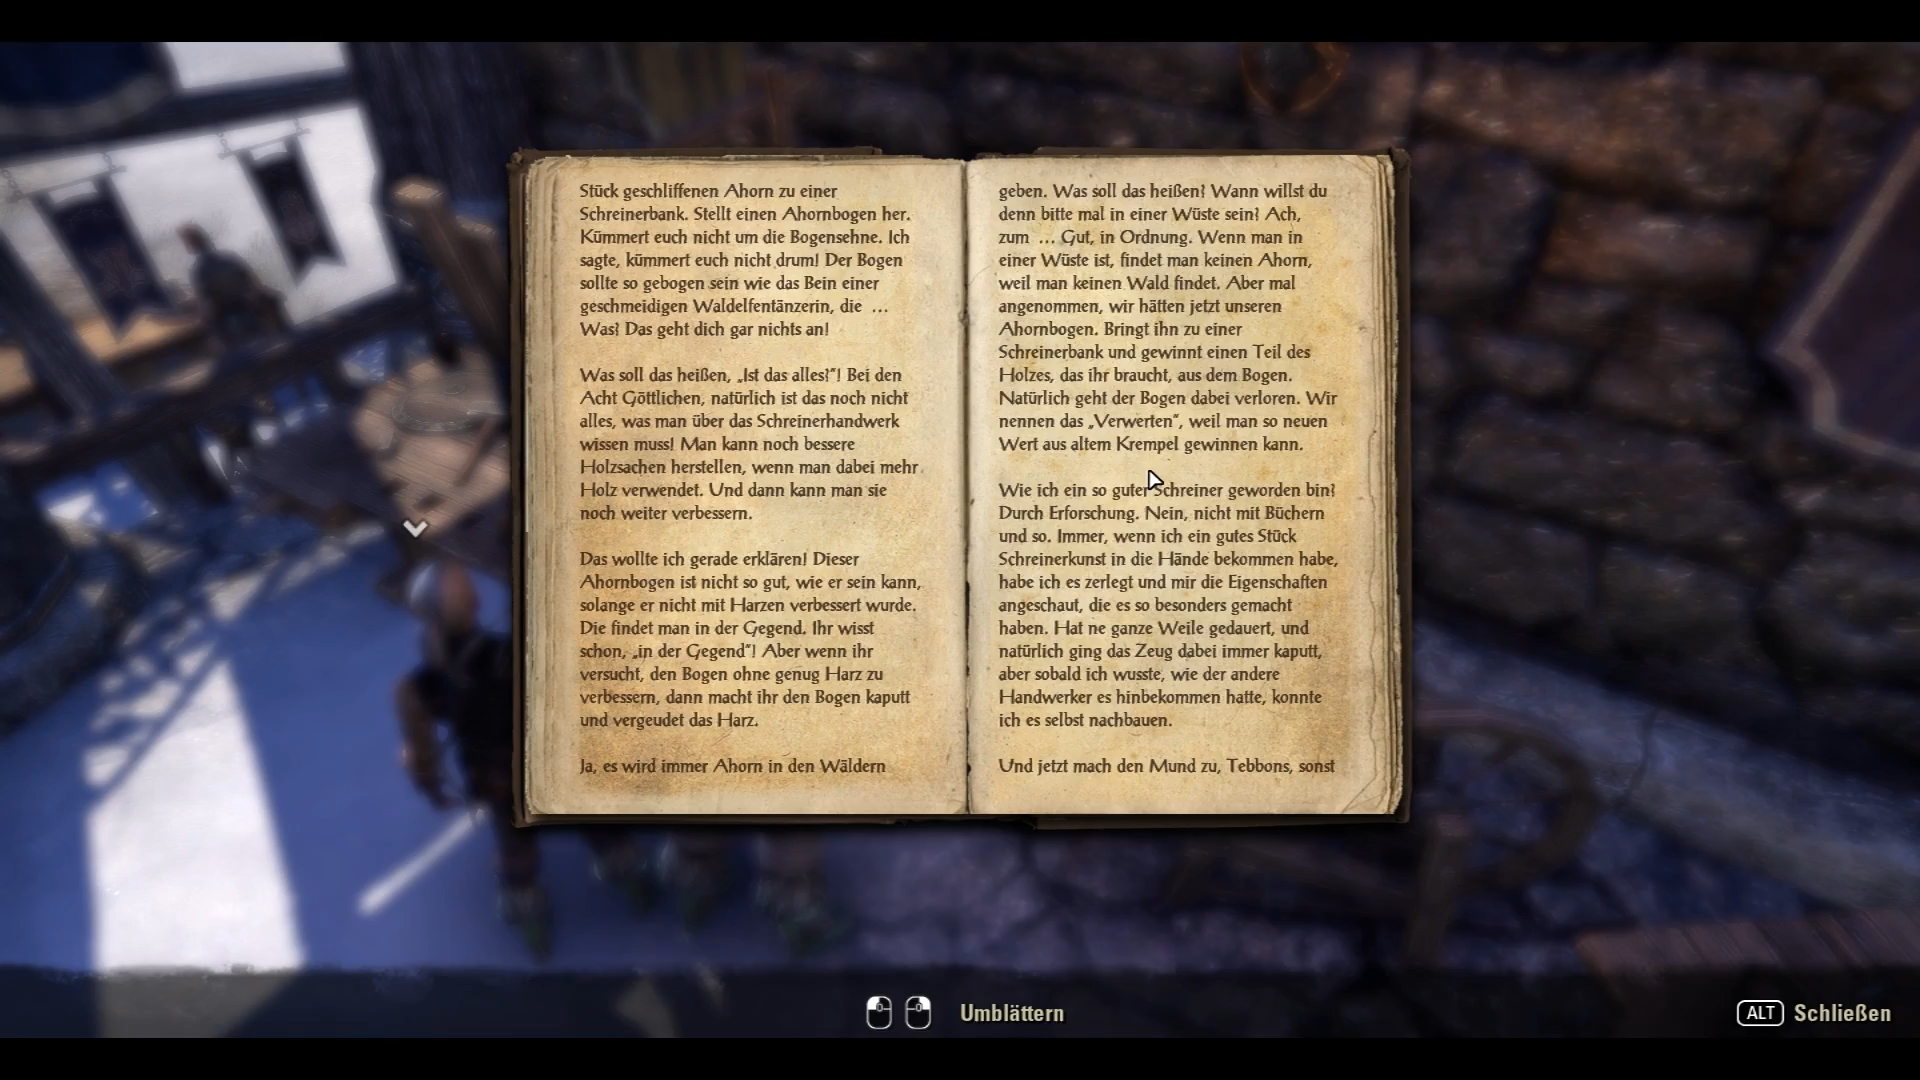 Stück geschliffenen Ahorn zu einer
Schreinerbank. Stellt einen Ahornbogen her.
Kümmert euch nicht um die Bogensehne. Ich
sagte, kümmert euch nicht drum! Der Bogen
sollte so gebogen sein wie das Bein einer
geschmeidigen Waldelfentänzerin, die …
Was? Das geht dich gar nichts an!
Was soll das heißen, „Ist das alles?“! Bei den
Acht Göttlichen, natürlich ist das noch nicht
alles, was man über das Schreinerhandwerk
wissen muss! Man kann noch bessere
Holzsachen herstellen, wenn man dabei mehr
Holz verwendet. Und dann kann man sie
noch weiter verbessern.
Das wollte ich gerade erklären! Dieser
Ahornbogen ist nicht so gut, wie er sein kann,
solange er nicht mit Harzen verbessert wurde.
Die findet man in der Gegend. Ihr wisst
schon, „in der Gegend“! Aber wenn ihr
versucht, den Bogen ohne genug Harz zu
verbessern, dann macht ihr den Bogen kaputt
und vergeudet das Harz.
Ja, es wird immer Ahorn in den Wäldern
geben. Was soll das heißen? Wann willst du
denn bitte mal in einer Wüste sein? Ach,
zum … Gut, in Ordnung. Wenn man in
einer Wüste ist, findet man keinen Ahorn,
weil man keinen Wald findet. Aber mal
angenommen, wir hätten jetzt unseren
Ahornbogen. Bringt ihn zu einer
Schreinerbank und gewinnt einen Teil des
Holzes, das ihr braucht, aus dem Bogen.
Natürlich geht der Bogen dabei verloren. Wir
nennen das „Verwerten“, weil man so neuen
Wert aus altem Krempel gewinnen kann.
Wie ich ein so guter Schreiner geworden bin?
Durch Erforschung. Nein, nicht mit Büchern
und so. Immer, wenn ich ein gutes Stück
Schreinerkunst in die Hände bekommen habe,
habe ich es zerlegt und mir die Eigenschaften
angeschaut, die es so besonders gemacht
haben. Hat ne ganze Weile gedauert, und
natürlich ging das Zeug dabei immer kaputt,
aber sobald ich wusste, wie der andere
Handwerker es hinbekommen hatte, konnte
ich es selbst nachbauen.
Und jetzt mach den Mund zu, Tebbons, sonst
Umblättern
ALT Schließen